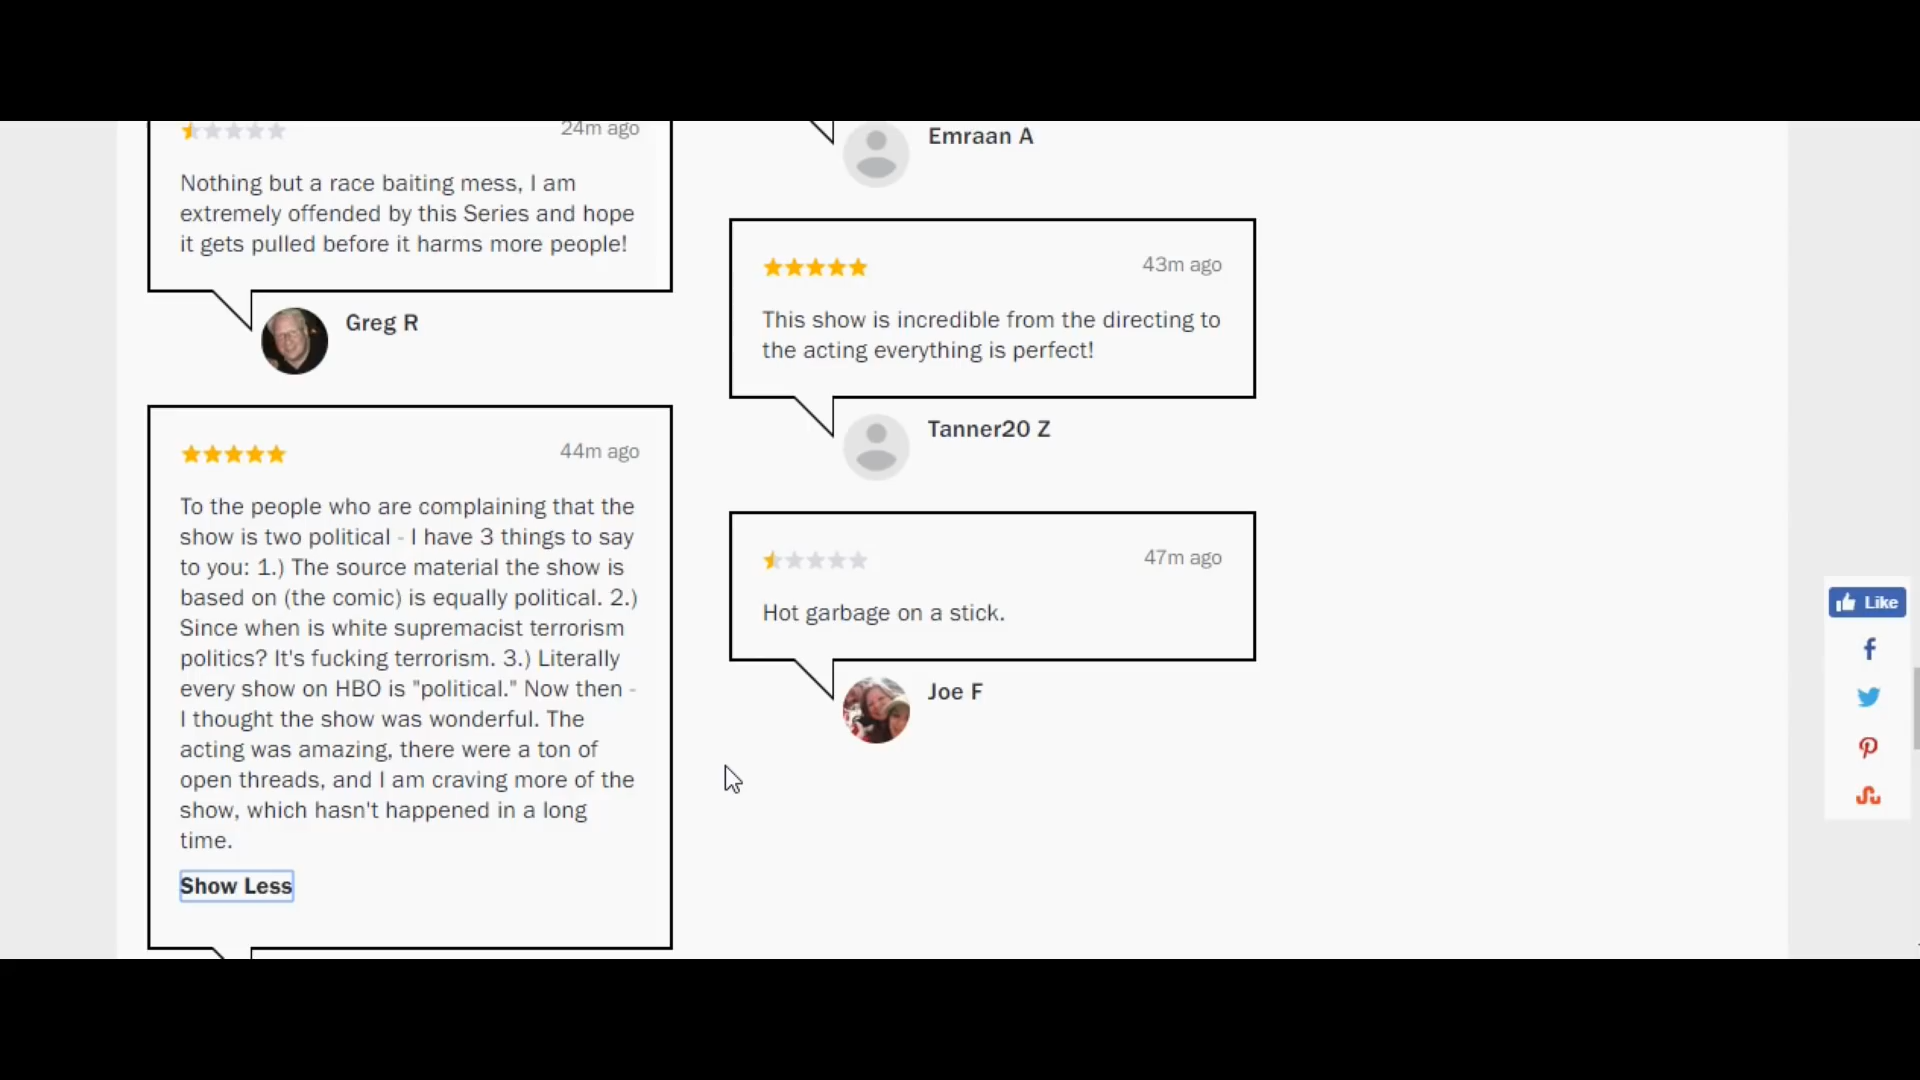 24m ago
Nothing but a race baiting mess, I am
extremely offended by this Series and hope
it gets pulled before it harms more people!
Greg R
44m ago
To the people who are complaining that the
show is two political - I have 3 things to say
to you: 1.) The source material the show is
based on (the comic) is equally political. 2.)
Since when is white supremacist terrorism
politics? It's fucking terrorism. 3.) Literally
every show on HBO is "political." Now then -
I thought the show was wonderful. The
acting was amazing, there were a ton of
open threads, and I am craving more of the
show, which hasn't happened in a long
time.
Show Less
Emraan A
43m ago
This show is incredible from the directing to
the acting everything is perfect!
Tanner20 Z
47m ago
Hot garbage on a stick.
Joe F
Like